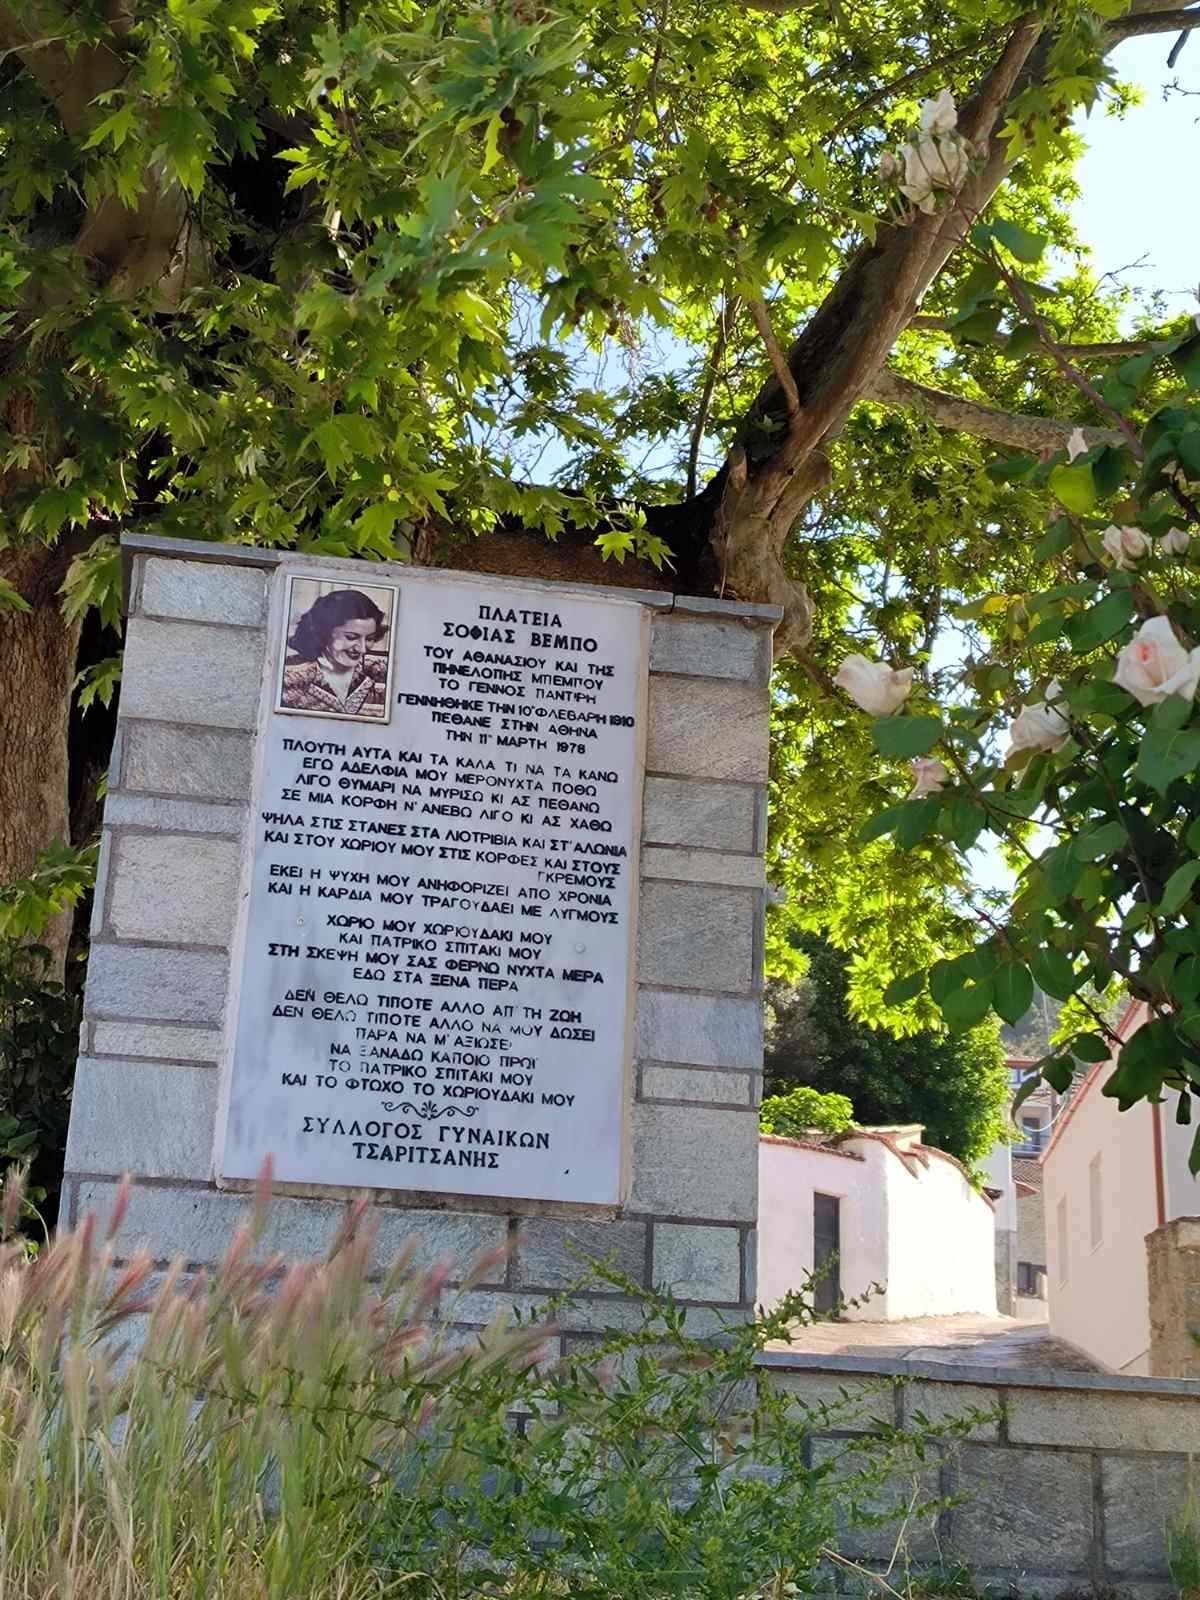 ΠΛΑΤΕΙΑ
ΣΟΦΙΑΣ ΒΕΜΠΟ
ΤΟΥ ΑΘΑΝΑΣΙΟΥ ΚΑΙ ΤΗΣ
ΠΗΝΕΛΟΠΗΣ ΜΠΕΜΠΟΥ
ΤΟ ΓΕΝΝΟΣ ΠΑΝΤΙΡΗ
ΓΕΝΝΗΘΗΚΕ ΤΗΝ 10η ΦΛΕΒΑΡΗ 1910
ΠΕΘΑΝΕ ΣΤΗΝ ΑΘΗΝΑ
ΤΗΝ 11η ΜΑΡΤΗ 1978
ΠΛΟΥΤΗ ΑΥΤΑ ΚΑΙ ΤΑ ΚΑΛΑ ΤΙ ΝΑ ΤΑ ΚΑΝΩ
ΕΓΩ ΑΔΕΛΦΙΑ ΜΟΥ ΜΕΡΟΝΥΧΤΑ ΠΟΘΩ
ΛΙΓΟ ΘΥΜΑΡΙ ΝΑ ΜΥΡΙΣΩ ΚΙ ΑΣ ΠΕΘΑΝΩ
ΣΕ ΜΙΑ ΚΟΡΦΗ Ν' ΑΝΕΒΩ ΛΙΓΟ ΚΙ ΑΣ ΧΑΘΩ
ΨΗΛΑ ΣΤΙΣ ΣΤΑΝΕΣ ΣΤΑ ΛΙΟΤΡΙΒΙΑ ΚΑΙ ΣΤ' ΑΛΩΝΙΑ
ΚΑΙ ΣΤΟΥ ΧΩΡΙΟΥ ΜΟΥ ΣΤΙΣ ΚΟΡΦΕΣ ΚΑΙ ΣΤΟΥΣ
ΓΚΡΕΜΟΥΣ
ΕΚΕΙ Η ΨΥΧΗ ΜΟΥ ΑΝΗΦΟΡΙΖΕΙ ΑΠΟ ΧΡΟΝΙΑ
ΚΑΙ Η ΚΑΡΔΙΑ ΜΟΥ ΤΡΑΓΟΥΔΑΕΙ ΜΕ ΛΥΓΜΟΥΣ
ΧΩΡΙΟ ΜΟΥ ΧΩΡΙΟΥΔΑΚΙ ΜΟΥ
ΚΑΙ ΠΑΤΡΙΚΟ ΣΠΙΤΑΚΙ ΜΟΥ
ΣΤΗ ΣΚΕΨΗ ΜΟΥ ΣΑΣ ΦΕΡΝΩ ΝΥΧΤΑ ΜΕΡΑ
ΕΔΩ ΣΤΑ ΞΕΝΑ ΠΕΡΑ
ΔΕΝ ΘΕΛΩ ΤΙΠΟΤΕ ΑΛΛΟ ΑΠ' ΤΗ ΖΩΗ
ΔΕΝ ΘΕΛΩ ΤΙΠΟΤΕ ΑΛΛΟ ΝΑ ΜΟΥ ΔΩΣΕΙ
ΠΑΡΑ ΝΑ Μ' ΑΞΙΩΣΕΙ
ΝΑ ΞΑΝΑΔΩ ΚΑΠΟΙΟ ΠΡΩΪ
ΤΟ ΠΑΤΡΙΚΟ ΣΠΙΤΑΚΙ ΜΟΥ
ΚΑΙ ΤΟ ΦΤΩΧΟ ΤΟ ΧΩΡΙΟΥΔΑΚΙ ΜΟΥ
ΣΥΛΛΟΓΟΣ ΓΥΝΑΙΚΩΝ
ΤΣΑΡΙΤΣΑΝΗΣ